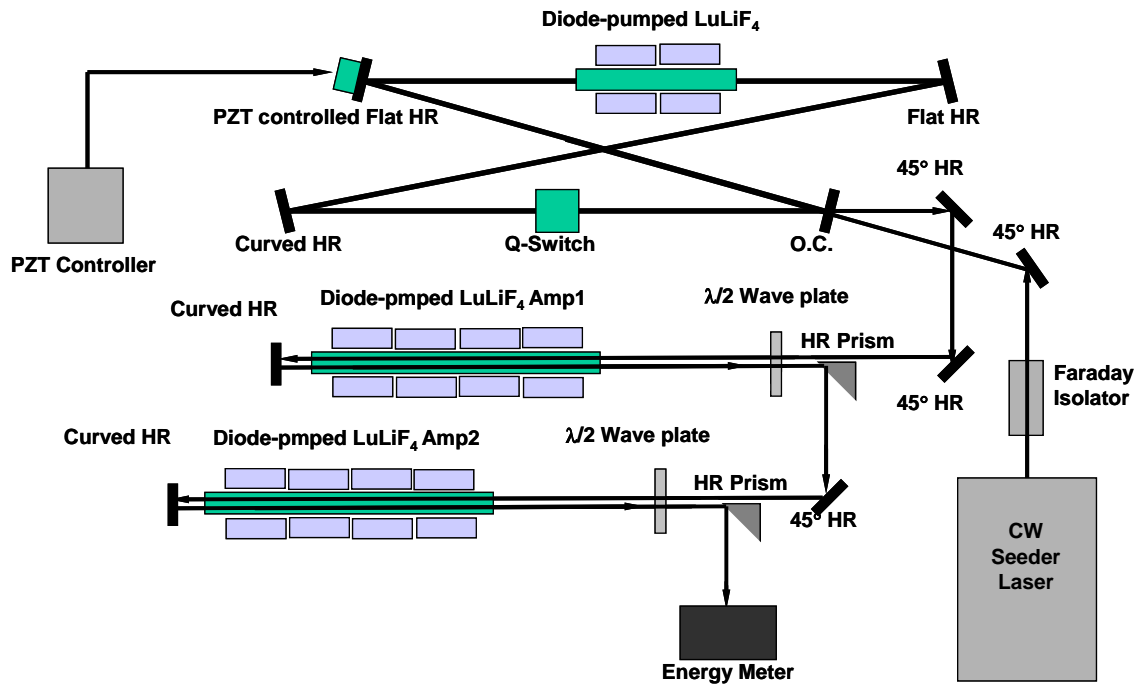 Diode-pumped LuLiF4
PZT controlled Flat HR
Flat HR
45° HR
Curved HR
Q-Switch
O.C.
45° HR
PZT Controller
Diode-pmped LuLiF4 Amp1
λ/2 Wave plate
Curved HR
HR Prism
45° HR
Faraday
Isolator
Curved HR
Diode-pmped LuLiF4 Amp2
λ/2 Wave plate
HR Prism
45° HR
CW
Seeder
Laser
Energy Meter